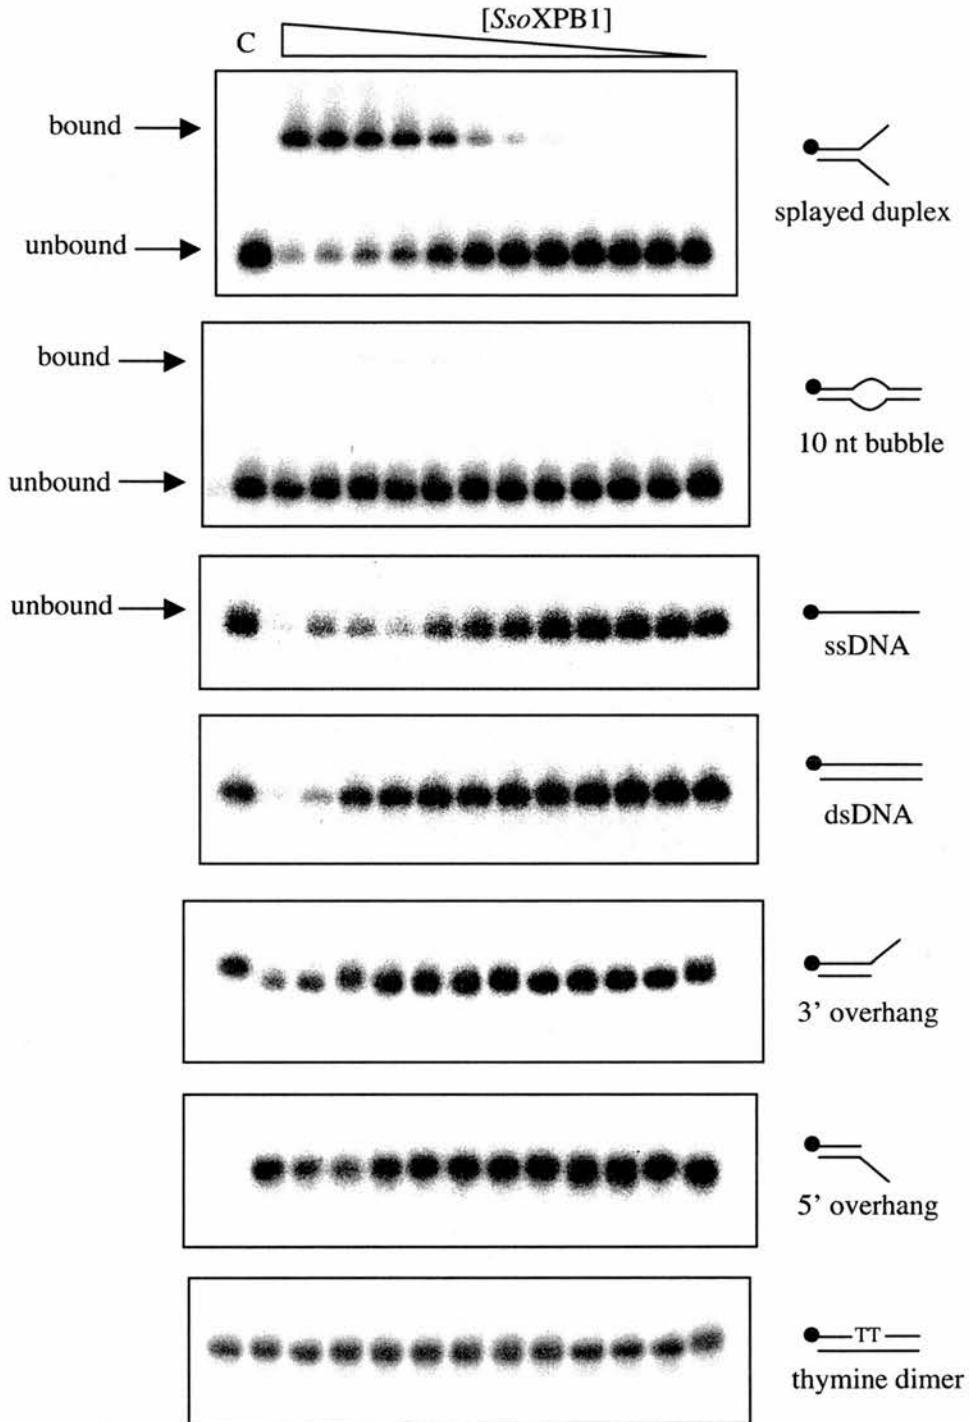 [SsoXPB1]
C
bound
unbound
splayed duplex
bound
unbound
10 nt bubble
unbound
ssDNA
dsDNA
3’ overhang
5’ overhang
TT
thymine dimer